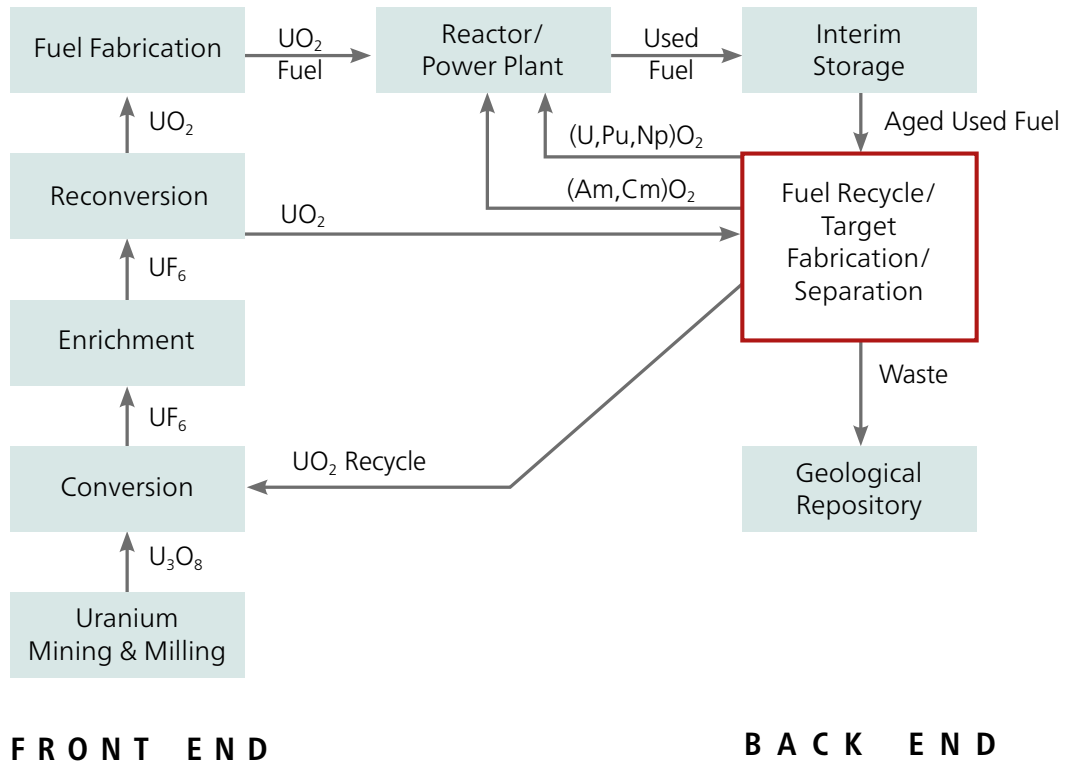 Fuel Fabrication
UO₂
Fuel
Reactor/
Power Plant
Used
Fuel
Interim
Storage
UO₂
Aged Used Fuel
(U,Pu,Np)O₂
Reconversion
UO₂
(Am,Cm)O₂
Fuel Recycle/
Target
Fabrication/
Separation
UF₆
Enrichment
UF₆
Waste
UO₂ Recycle
Conversion
Geological
Repository
U₃O₈
Uranium
Mining & Milling
FRONT END
BACK END